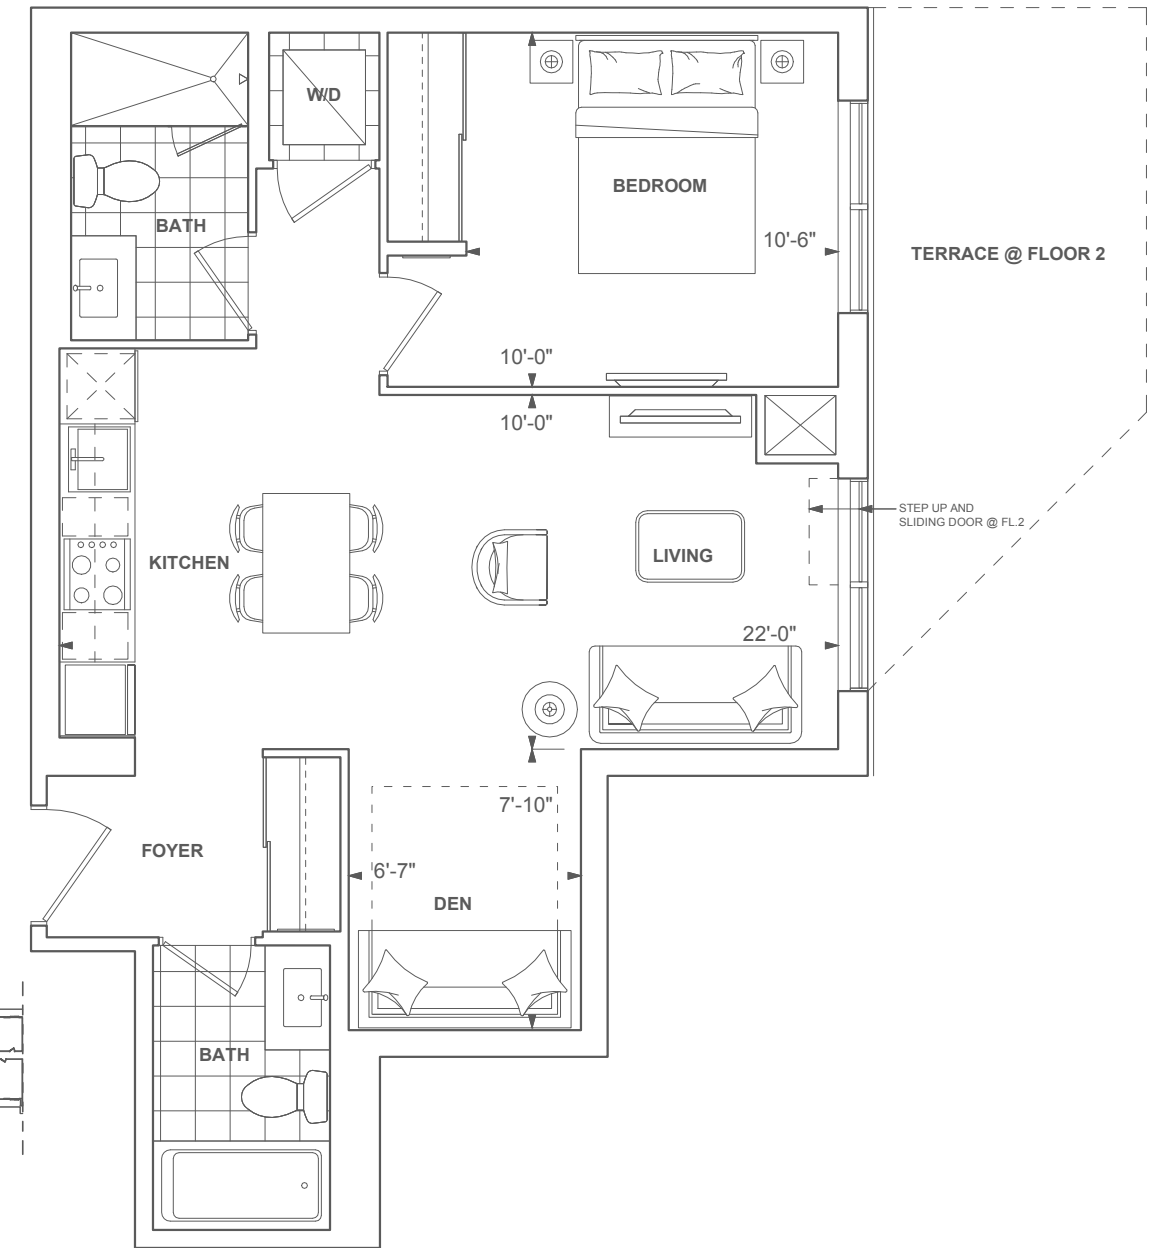 W/D
BEDROOM
BATH
10'-6"
TERRACE @ FLOOR 2
10'-0"
10'-0"
STEP UP AND
SLIDING DOOR @ FL.2
KITCHEN
LIVING
22'-0"
7'-10"
FOYER
6'-7"
DEN
BATH